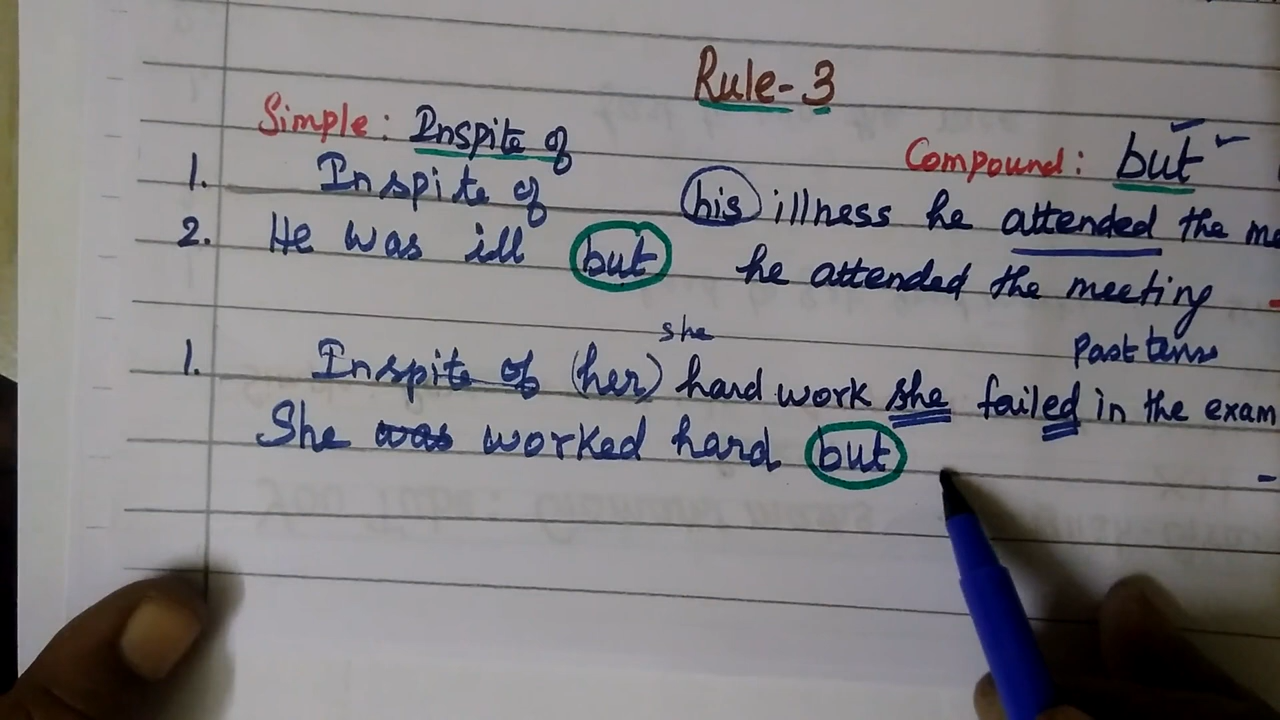 Rule-3
Simple: Inspite of Compound: but
1. Inspite of his illness he attended the me
2. He was ill but he attended the meeting
she Past tens
1. Inspite of (her) hard work she failed in the exam
She was worked hard but